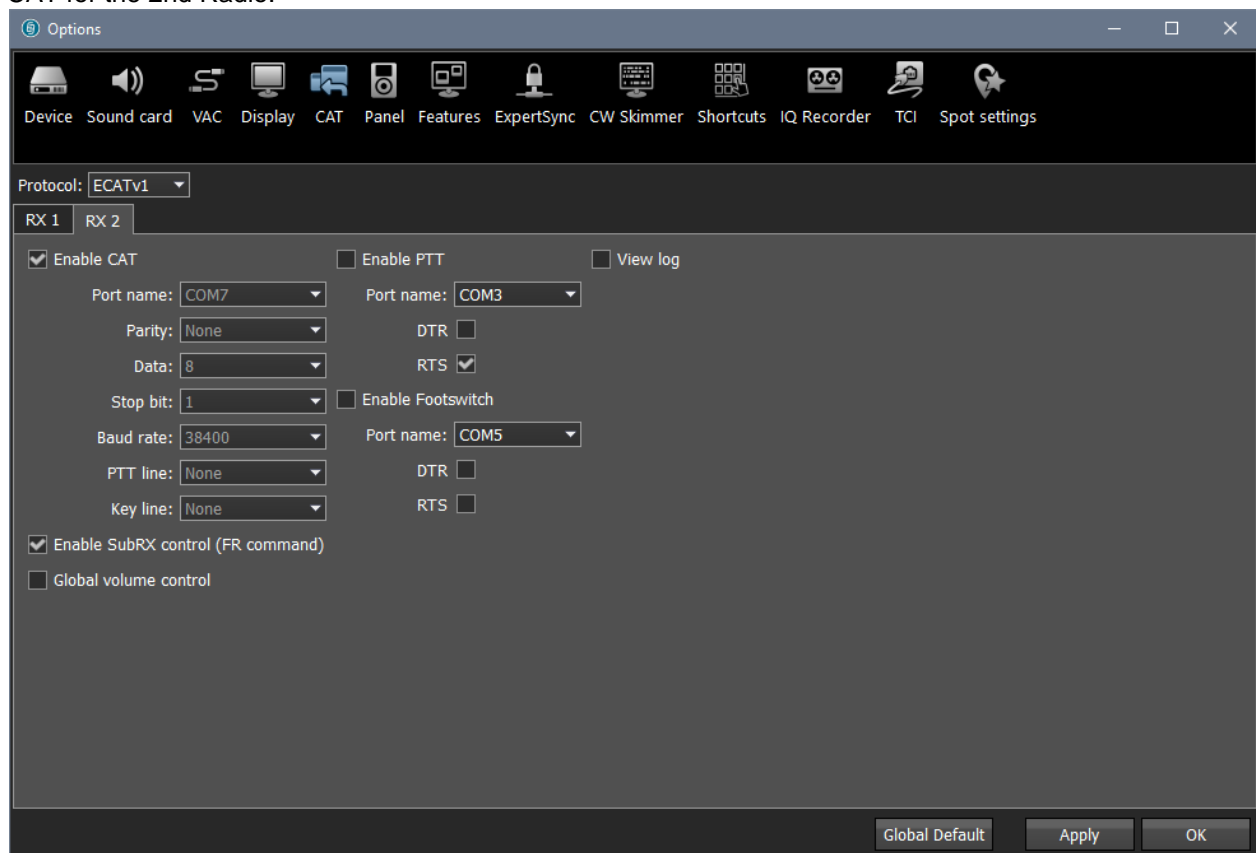 CAT for the 2nd Radio:
Options
Device Sound card VAC Display CAT Panel Features ExpertSync CW Skimmer Shortcuts IQ Recorder TCI Spot settings
Protocol: ECATv1
RX 1 RX 2
Enable CAT Enable PTT View log
Port name: COM7 Port name: COM3
Parity: None DTR
Data: 8 RTS
Stop bit: 1 Enable Footswitch
Baud rate: 38400 Port name: COM5
PTT line: None DTR
Key line: None RTS
Enable SubRX control (FR command)
Global volume control
Global Default Apply OK